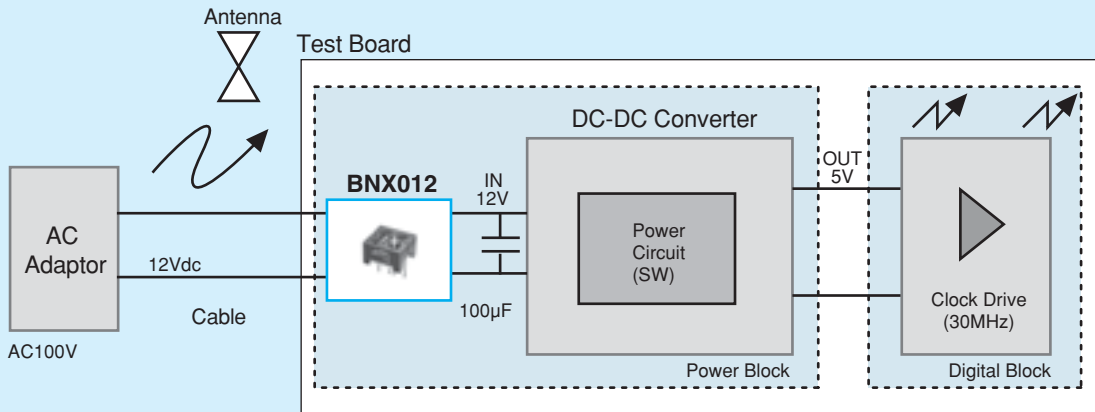 Antenna
Test Board
DC-DC Converter
BNX012
IN
12V
OUT
5V
AC
Adaptor
12Vdc
Cable
AC100V
100µF
Power
Circuit
(SW)
Power Block
Clock Drive
(30MHz)
Digital Block